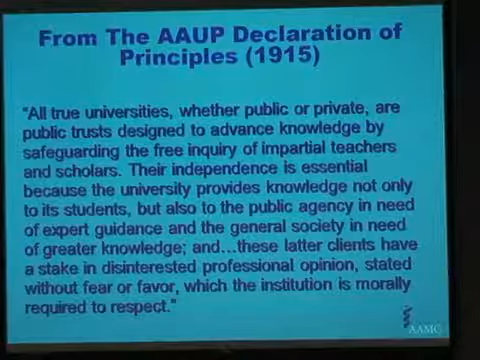 From The AAUP Declaration of
Principles (1915)
"All true universities, whether public or private, are
public trusts designed to advance knowledge by
safeguarding the free inquiry of impartial teachers
and scholars. Their independence is essential
because the university provides knowledge not only
to its students, but also to the public agency in need
of expert guidance and the general society in need
of greater knowledge; and...these latter clients have
a stake in disinterested professional opinion, stated
without fear or favor, which the institution is morally
required to respect."
AAMC